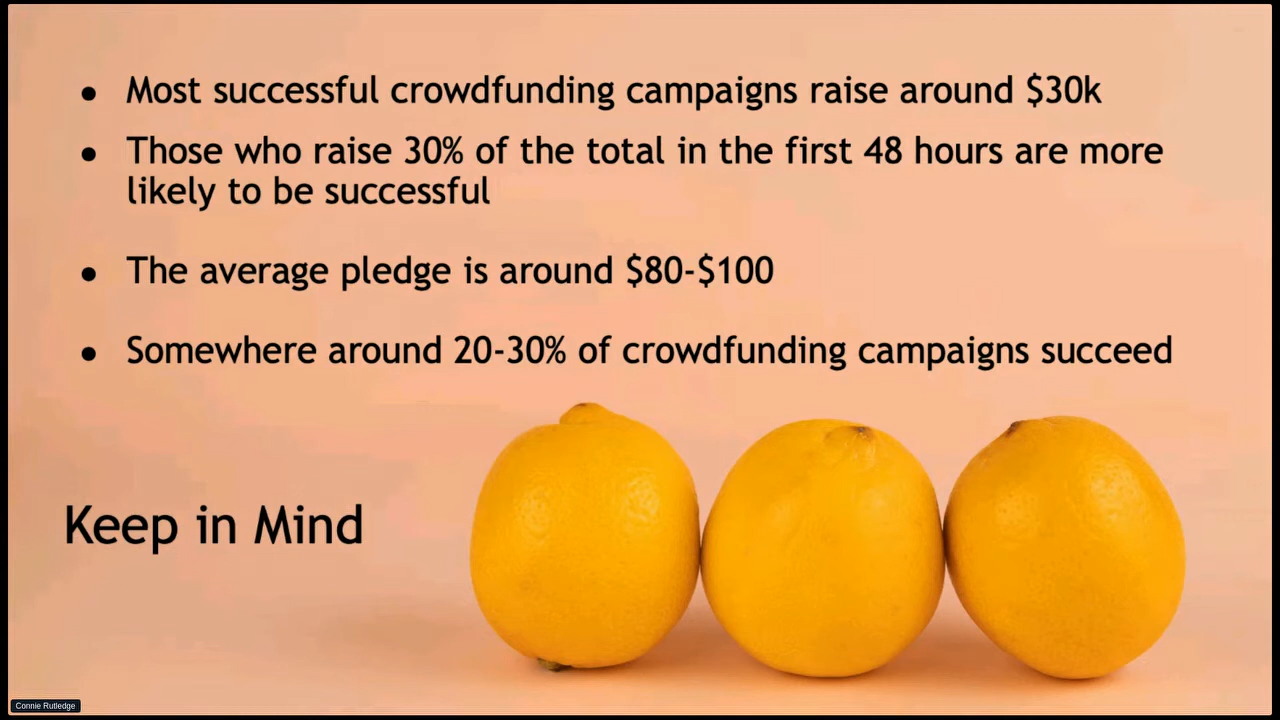 ● Most successful crowdfunding campaigns raise around $30k
● Those who raise 30% of the total in the first 48 hours are more
likely to be successful
● The average pledge is around $80-$100
● Somewhere around 20-30% of crowdfunding campaigns succeed
Keep in Mind
Connie Rutledge